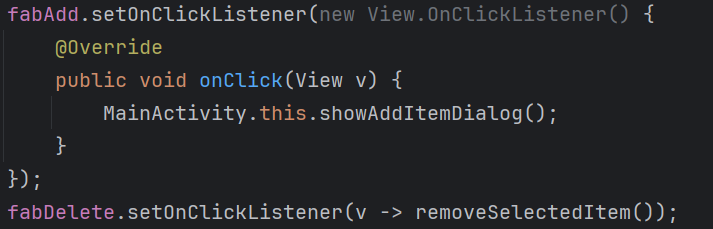 fabAdd.setOnClickListener(new View.OnClickListener() {
@Override
public void onClick(View v) {
MainActivity.this.showAddItemDialog();
}
});
fabDelete.setOnClickListener(v -> removeSelectedItem());